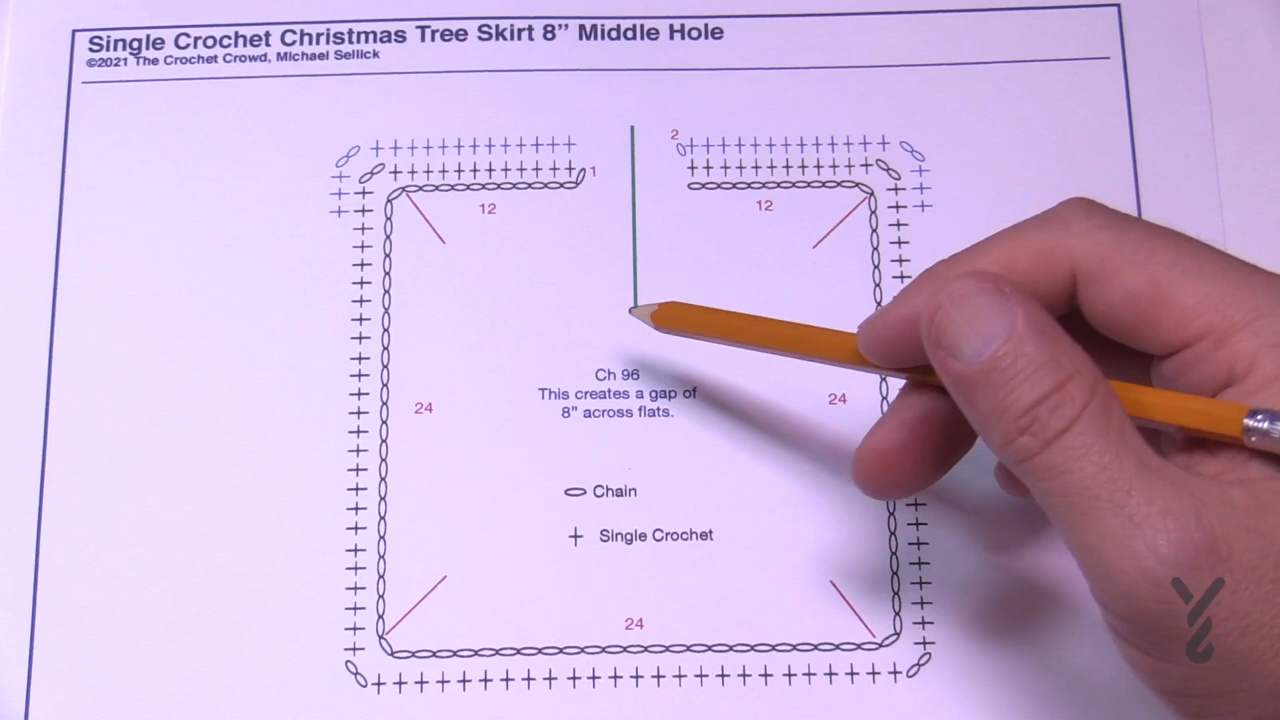 Single Crochet Christmas Tree Skirt 8” Middle Hole
©2021 The Crochet Crowd, Michael Sellick
2
1
12
12
Ch 96
This creates a gap of
8” across flats.
24
24
Chain
Single Crochet
24